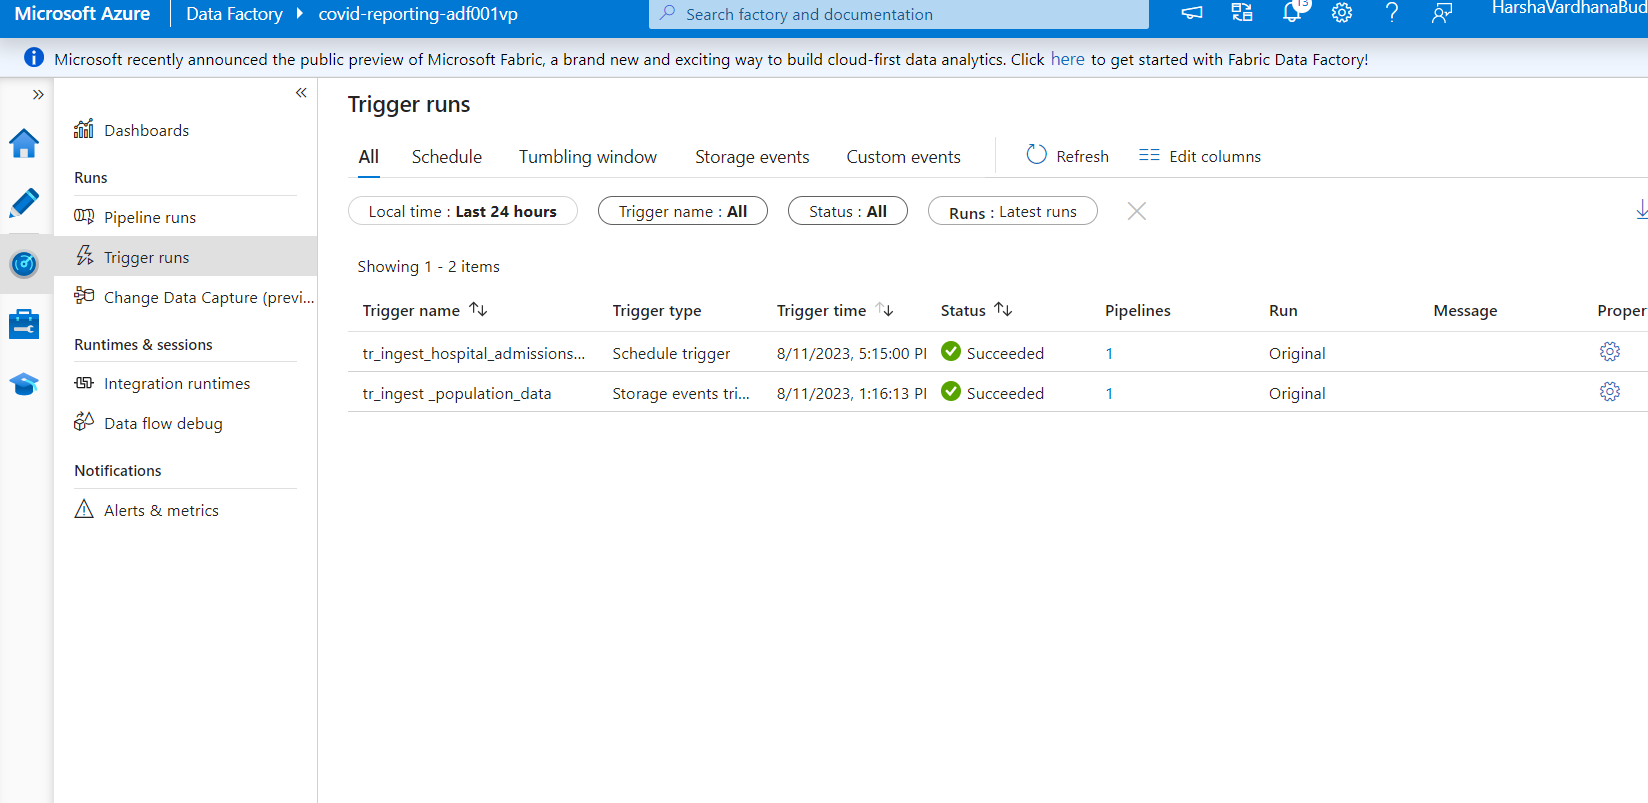 Microsoft Azure Data Factory covid-reporting-adf001vp Search factory and documentation 13 HarshaVardhanaBud
Microsoft recently announced the public preview of Microsoft Fabric, a brand new and exciting way to build cloud-first data analytics. Click here to get started with Fabric Data Factory!
Dashboards
Runs
Pipeline runs
Trigger runs
Change Data Capture (previ...
Runtimes & sessions
Integration runtimes
Data flow debug
Notifications
Alerts & metrics
Trigger runs
All Schedule Tumbling window Storage events Custom events Refresh Edit columns
Local time : Last 24 hours Trigger name : All Status : All Runs : Latest runs
Showing 1 - 2 items
Trigger name Trigger type Trigger time Status Pipelines Run Message Proper
tr_ingest_hospital_admissions... Schedule trigger 8/11/2023, 5:15:00 P Succeeded 1 Original
tr_ingest _population_data Storage events tri... 8/11/2023, 1:16:13 P Succeeded 1 Original